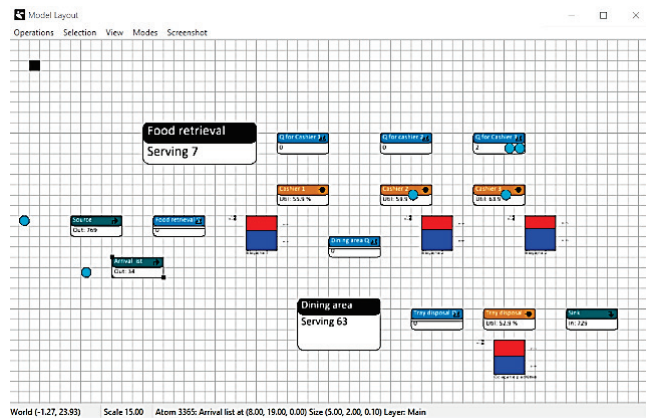 Model Layout
Operations Selection View Modes Screenshot
Food retrieval
Serving 7
Q for Cashier 1
0
Q for cashier 2
0
Q for Cashier 3
2
Cashier 1
Util: 55.9 %
Cashier 2
Cashier 3
Source
Out: 769
Food retrieval
0
Dining area Q
0
Arrival list
Out: 34
Dining area
Serving 63
Tray disposal
0
Tray disposal
Util: 52.9 %
Sink
In: 725
World (-1.27, 23.93) Scale 15.00 Atom 3365: Arrival list at (8.00, 19.00, 0.00) Size (5.00, 2.00, 0.10) Layer: Main